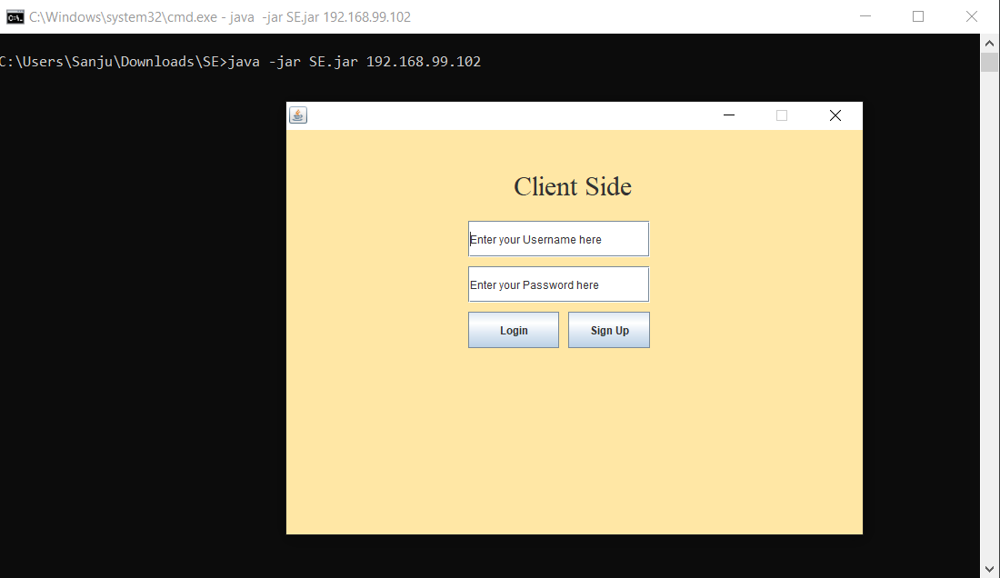 C:\Windows\system32\cmd.exe - java  -jar SE.jar 192.168.99.102
C:\Users\Sanju\Downloads\SE>java -jar SE.jar 192.168.99.102
Client Side
Enter your Username here
Enter your Password here
Login Sign Up